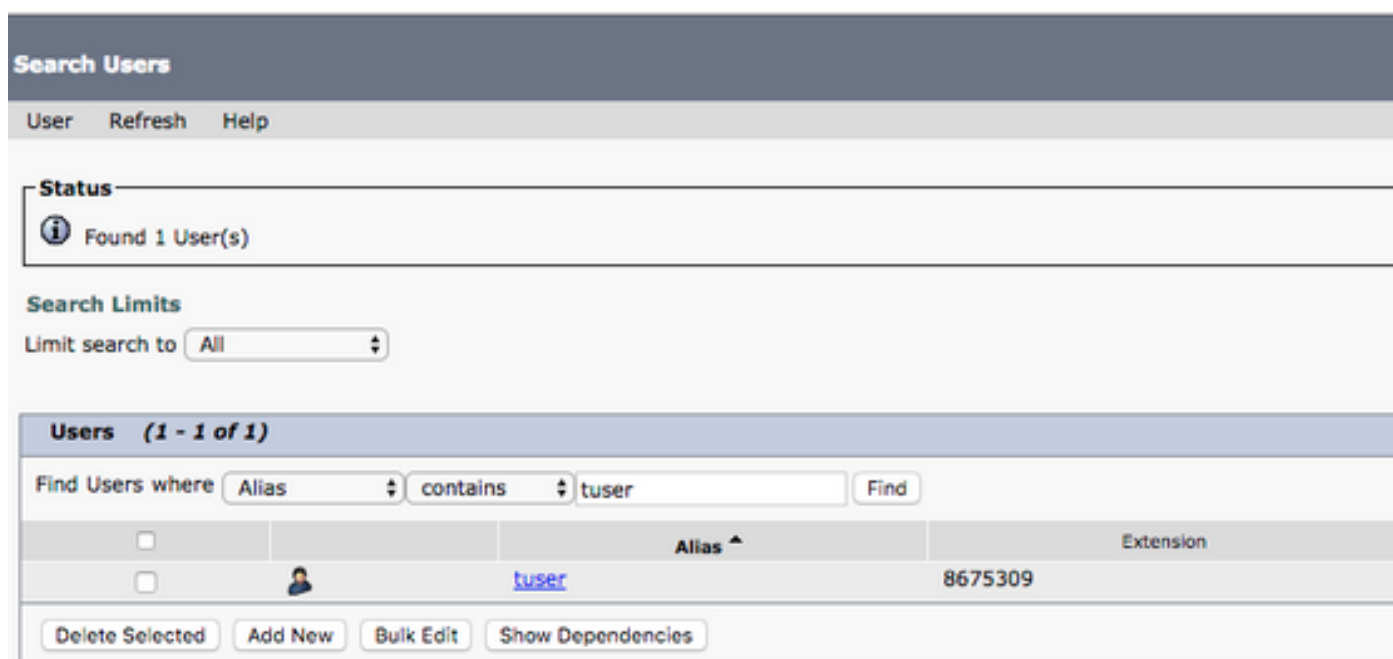 Search Users
User Refresh Help
Status
Found 1 User(s)
Search Limits
Limit search to All
Users (1 - 1 of 1)
Find Users where Alias contains tuser Find
Alias Extension
tuser 8675309
Delete Selected Add New Bulk Edit Show Dependencies